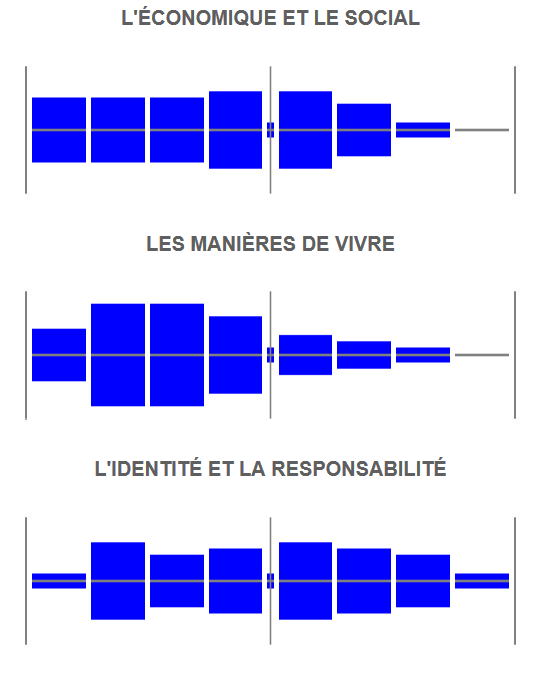 L'ÉCONOMIQUE ET LE SOCIAL
LES MANIÈRES DE VIVRE
L'IDENTITÉ ET LA RESPONSABILITÉ